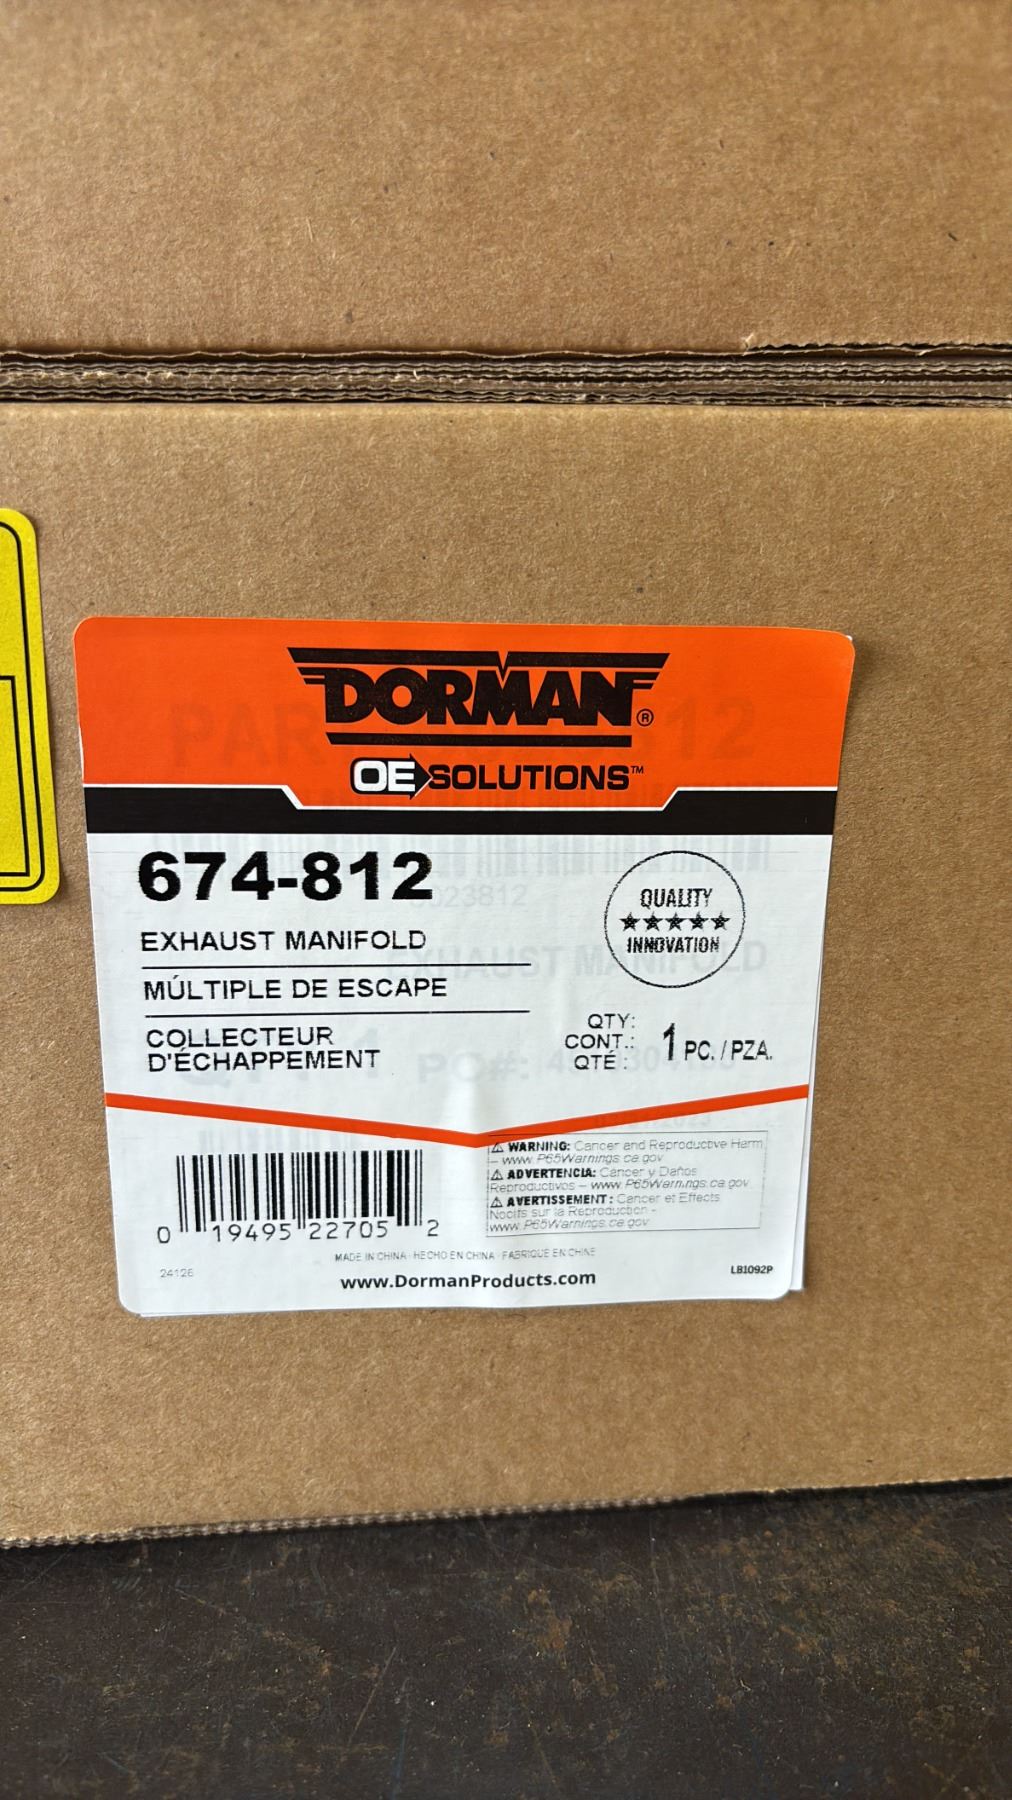 DORMAN®
OE SOLUTIONS™
674-812
EXHAUST MANIFOLD
MÚLTIPLE DE ESCAPE
COLLECTEUR
D'ÉCHAPPEMENT
QUALITY
INNOVATION
QTY:
CONT.:
QTÉ :
1 PC. / PZA.
⚠ WARNING: Cancer and Reproductive Harm
– www.P65Warnings.ca.gov
⚠ ADVERTENCIA: Cáncer y Daños
Reproductivos – www.P65Warnings.ca.gov
⚠ AVERTISSEMENT : Cancer et Effects
Nocifs sur la Reproduction -
www.P65Warnings.ca.gov
0 19495 22705 2
MADE IN CHINA · HECHO EN CHINA · FABRIQUÉ EN CHINE
24126
www.DormanProducts.com
LB1092P